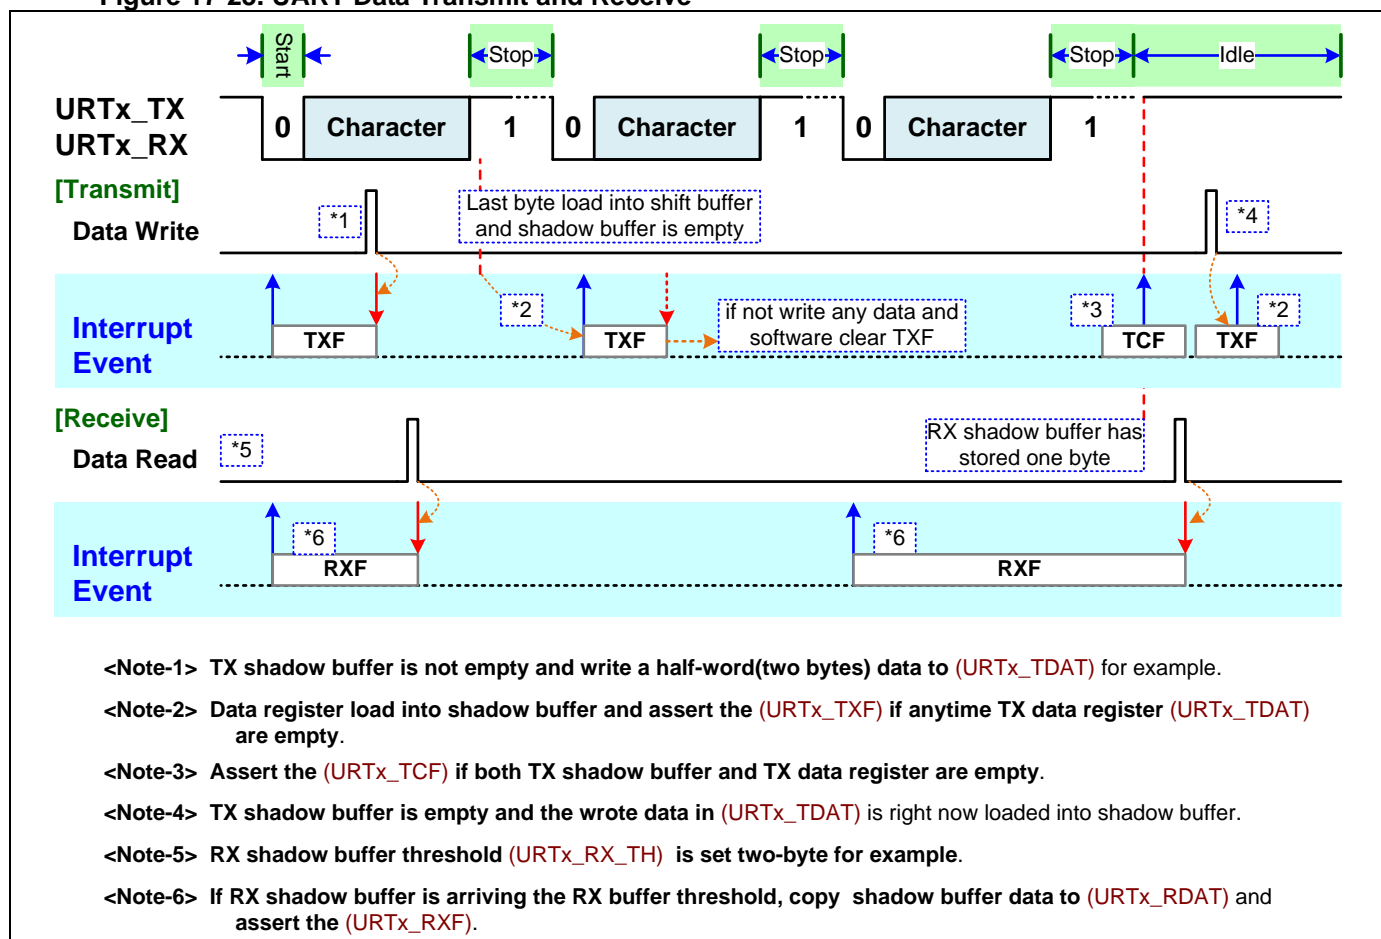 Start
Stop
Stop
Stop
Idle
URTx_TX
URTx_RX
0
Character
1
0
Character
1
0
Character
1
[Transmit]
Data Write
*1
Last byte load into shift buffer
and shadow buffer is empty
*4
Interrupt
Event
TXF
*2
TXF
if not write any data and
software clear TXF
*3
TCF
TXF
*2
[Receive]
Data Read
*5
RX shadow buffer has
stored one byte
Interrupt
Event
*6
RXF
*6
RXF
<Note-1> TX shadow buffer is not empty and write a half-word(two bytes) data to (URTx_TDAT) for example.
<Note-2> Data register load into shadow buffer and assert the (URTx_TXF) if anytime TX data register (URTx_TDAT)
are empty.
<Note-3> Assert the (URTx_TCF) if both TX shadow buffer and TX data register are empty.
<Note-4> TX shadow buffer is empty and the wrote data in (URTx_TDAT) is right now loaded into shadow buffer.
<Note-5> RX shadow buffer threshold (URTx_RX_TH) is set two-byte for example.
<Note-6> If RX shadow buffer is arriving the RX buffer threshold, copy shadow buffer data to (URTx_RDAT) and
assert the (URTx_RXF).